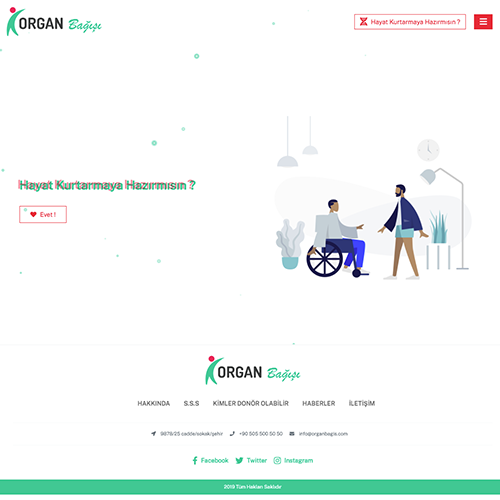 ORGAN Bağışı
Hayat Kurtarmaya Hazırmısın ?
Hayat Kurtarmaya Hazırmısın ?
Evet !
ORGAN Bağışı
HAKKINDA S.S.S KİMLER DONÖR OLABİLİR HABERLER İLETİŞİM
9878/25 cadde/sokak/şehir +90 505 500 50 50 info@organbagis.com
Facebook Twitter Instagram
2019 Tüm Hakları Saklıdır.